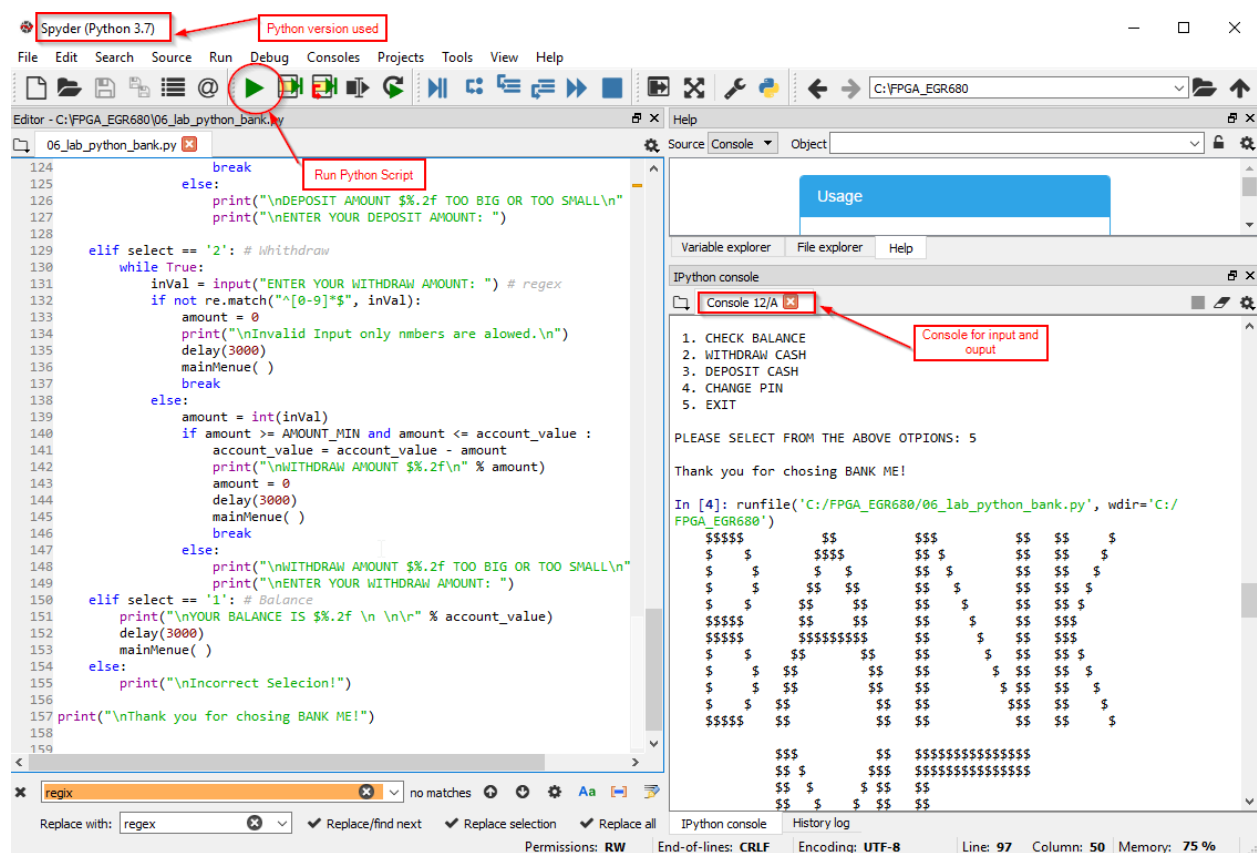 Spyder (Python 3.7)
Python version used
File Edit Search Source Run Debug Consoles Projects Tools View Help
C:\FPGA_EGR680
Editor - C:\FPGA_EGR680\06_lab_python_bank.py
06_lab_python_bank.py
Run Python Script
124 break
125 else:
126 print("\nDEPOSIT AMOUNT $%.2f TOO BIG OR TOO SMALL\n"
127 print("\nENTER YOUR DEPOSIT AMOUNT: ")
128
129 elif select == '2': # Whithdraw
130 while True:
131 inVal = input("ENTER YOUR WITHDRAW AMOUNT: ") # regex
132 if not re.match("^[0-9]*$", inVal):
133 amount = 0
134 print("\nInvalid Input only nmbers are alowed.\n")
135 delay(3000)
136 mainMenue( )
137 break
138 else:
139 amount = int(inVal)
140 if amount >= AMOUNT_MIN and amount <= account_value :
141 account_value = account_value - amount
142 print("\nWITHDRAW AMOUNT $%.2f\n" % amount)
143 amount = 0
144 delay(3000)
145 mainMenue( )
146 break
147 else:
148 print("\nWITHDRAW AMOUNT $%.2f TOO BIG OR TOO SMALL\n"
149 print("\nENTER YOUR WITHDRAW AMOUNT: ")
150 elif select == '1': # Balance
151 print("\nYOUR BALANCE IS $%.2f \n \n\r" % account_value)
152 delay(3000)
153 mainMenue( )
154 else:
155 print("\nIncorrect Selecion!")
156
157 print("\nThank you for chosing BANK ME!")
158
159
regix
no matches
Aa
Replace with: regex
Replace/find next Replace selection Replace all
Help
Source Console Object
Usage
Variable explorer File explorer Help
IPython console
Console 12/A
Console for input and
ouput
1. CHECK BALANCE
2. WITHDRAW CASH
3. DEPOSIT CASH
4. CHANGE PIN
5. EXIT
PLEASE SELECT FROM THE ABOVE OTPIONS: 5
Thank you for chosing BANK ME!
In [4]: runfile('C:/FPGA_EGR680/06_lab_python_bank.py', wdir='C:/
FPGA_EGR680')
$$$$$ $$ $$$ $$ $$ $
$ $ $$$$ $$ $ $$ $$ $
$ $ $ $ $$ $ $$ $$ $
$ $ $$ $$ $$ $ $$ $$ $
$ $ $$ $$ $$ $ $$ $$ $
$$$$$ $$ $$ $$ $ $$ $$$
$$$$$ $$$$$$$$$ $$ $ $$ $$$
$ $ $$ $$ $$ $ $$ $$ $
$ $ $$ $$ $$ $ $$ $$ $
$ $ $$ $$ $$ $ $$ $$ $
$ $ $$ $$ $$ $$$ $$ $
$$$$$ $$ $$ $$ $$ $$ $
$$$ $$ $$$$$$$$$$$$$$$
$$ $ $$$ $$$$$$$$$$$$$$$
$$ $ $ $$ $$
$$ $ $ $$ $$
IPython console History log
Permissions: RW End-of-lines: CRLF Encoding: UTF-8 Line: 97 Column: 50 Memory: 75 %